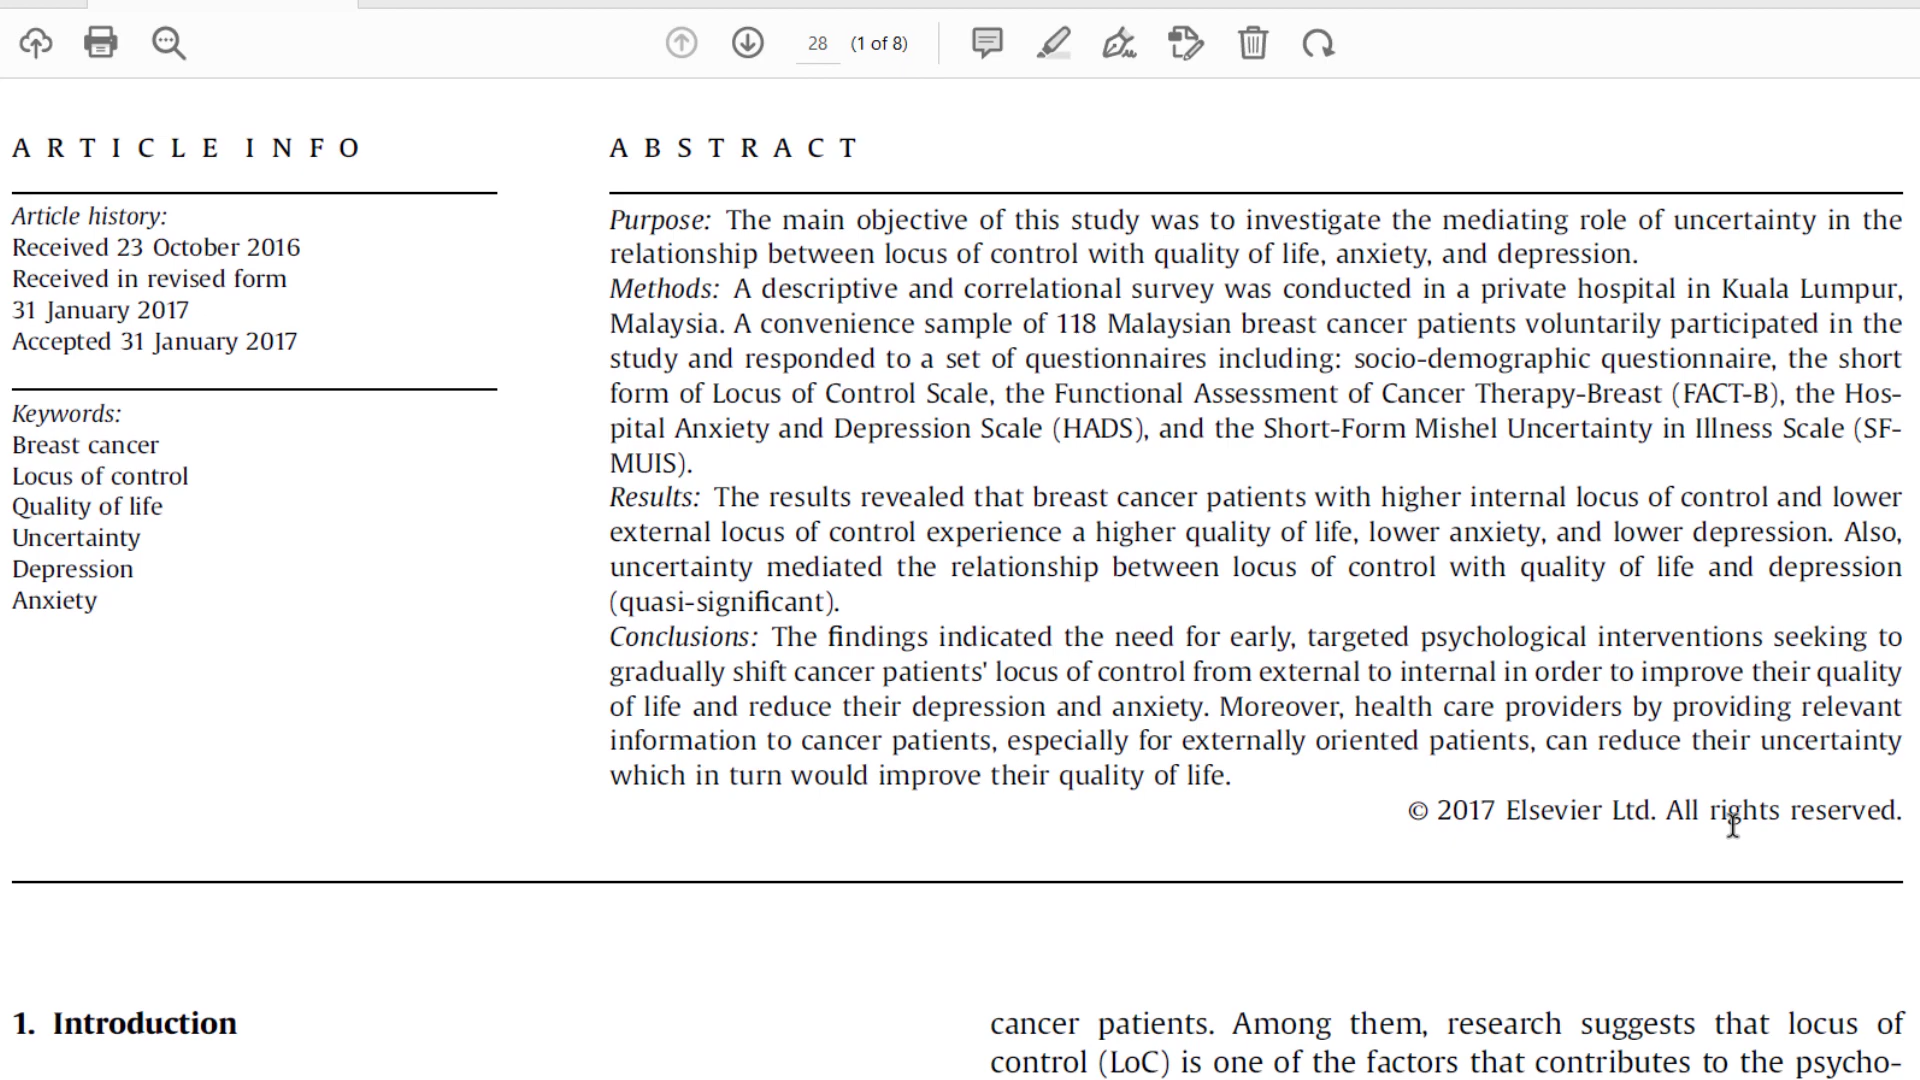 28 (1 of 8)
ARTICLE INFO
Article history:
Received 23 October 2016
Received in revised form
31 January 2017
Accepted 31 January 2017
Keywords:
Breast cancer
Locus of control
Quality of life
Uncertainty
Depression
Anxiety
ABSTRACT
Purpose: The main objective of this study was to investigate the mediating role of uncertainty in the
relationship between locus of control with quality of life, anxiety, and depression.
Methods: A descriptive and correlational survey was conducted in a private hospital in Kuala Lumpur,
Malaysia. A convenience sample of 118 Malaysian breast cancer patients voluntarily participated in the
study and responded to a set of questionnaires including: socio-demographic questionnaire, the short
form of Locus of Control Scale, the Functional Assessment of Cancer Therapy-Breast (FACT-B), the Hos-
pital Anxiety and Depression Scale (HADS), and the Short-Form Mishel Uncertainty in Illness Scale (SF-
MUIS).
Results: The results revealed that breast cancer patients with higher internal locus of control and lower
external locus of control experience a higher quality of life, lower anxiety, and lower depression. Also,
uncertainty mediated the relationship between locus of control with quality of life and depression
(quasi-significant).
Conclusions: The findings indicated the need for early, targeted psychological interventions seeking to
gradually shift cancer patients' locus of control from external to internal in order to improve their quality
of life and reduce their depression and anxiety. Moreover, health care providers by providing relevant
information to cancer patients, especially for externally oriented patients, can reduce their uncertainty
which in turn would improve their quality of life.
© 2017 Elsevier Ltd. All rights reserved.
1. Introduction
cancer patients. Among them, research suggests that locus of
control (LoC) is one of the factors that contributes to the psycho-